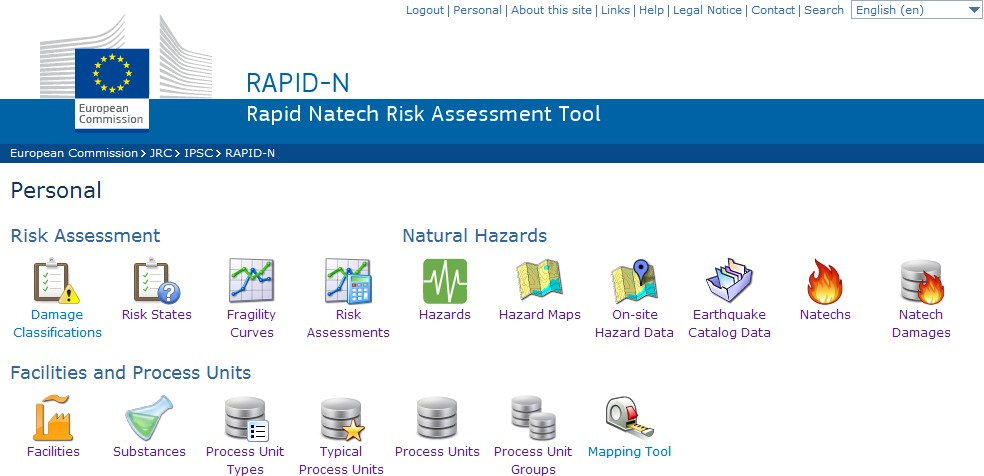 Logout | Personal | About this site | Links | Help | Legal Notice | Contact | Search English (en)
European
Commission
RAPID-N
Rapid Natech Risk Assessment Tool
European Commission > JRC > IPSC > RAPID-N
Personal
Risk Assessment
Damage
Classifications
Risk States
Fragility
Curves
Risk
Assessments
Natural Hazards
Hazards
Hazard Maps
On-site
Hazard Data
Earthquake
Catalog Data
Natechs
Natech
Damages
Facilities and Process Units
Facilities
Substances
Process Unit
Types
Typical
Process Units
Process Units
Process Unit
Groups
Mapping Tool